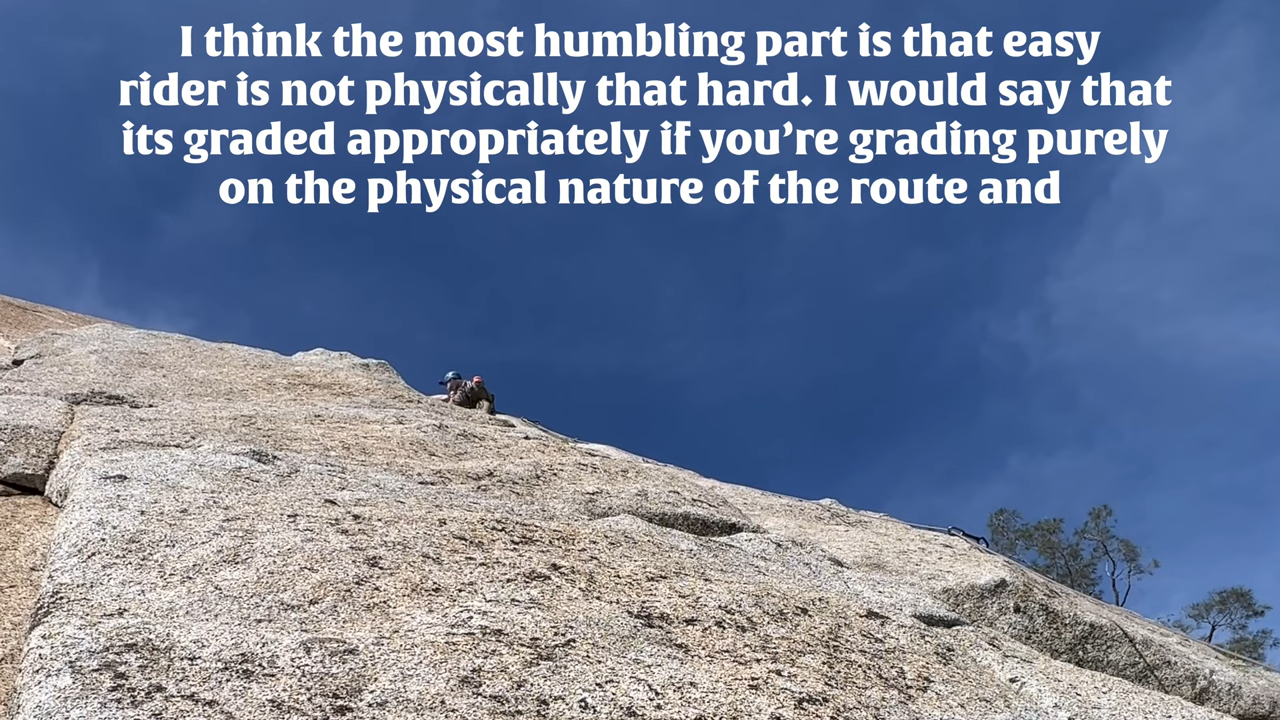 I think the most humbling part is that easy
rider is not physically that hard. I would say that
its graded appropriately if you’re grading purely
on the physical nature of the route and